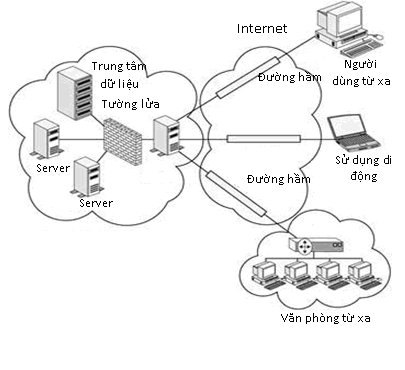 Internet
Trung tâm
dữ liệu
Tường lửa
Đường hầm
Người
dùng từ xa
Server
Sử dụng di
động
Server
Đường hầm
Văn phòng từ xa